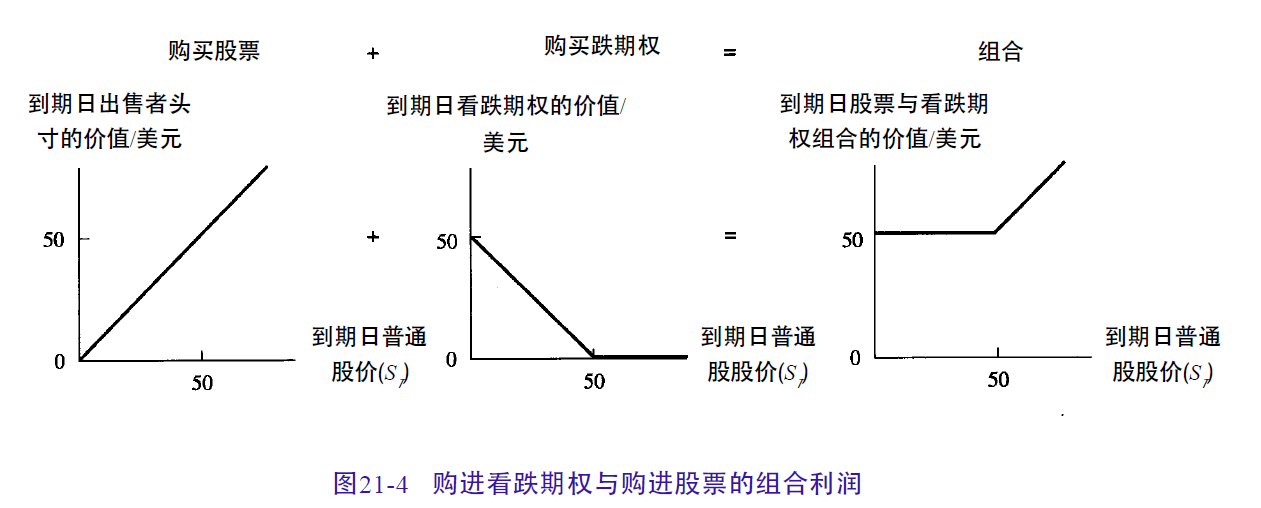 购买股票 + 购买跌期权 = 组合
到期日出售者头
寸的价值/美元
到期日看跌期权的价值/
美元
到期日股票与看跌期
权组合的价值/美元
50
0
50
到期日普通
股价(S_T)
+
50
0
50
到期日普通
股股价(S_T)
=
50
0
50
到期日普通
股股价(S_T)
图21-4 购进看跌期权与购进股票的组合利润